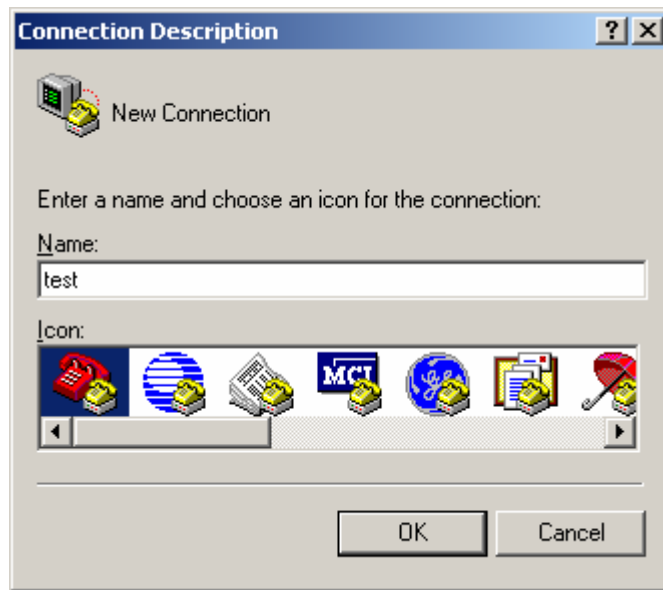 Connection Description
New Connection
Enter a name and choose an icon for the connection:
Name:
test
Icon:
MCI
OK Cancel